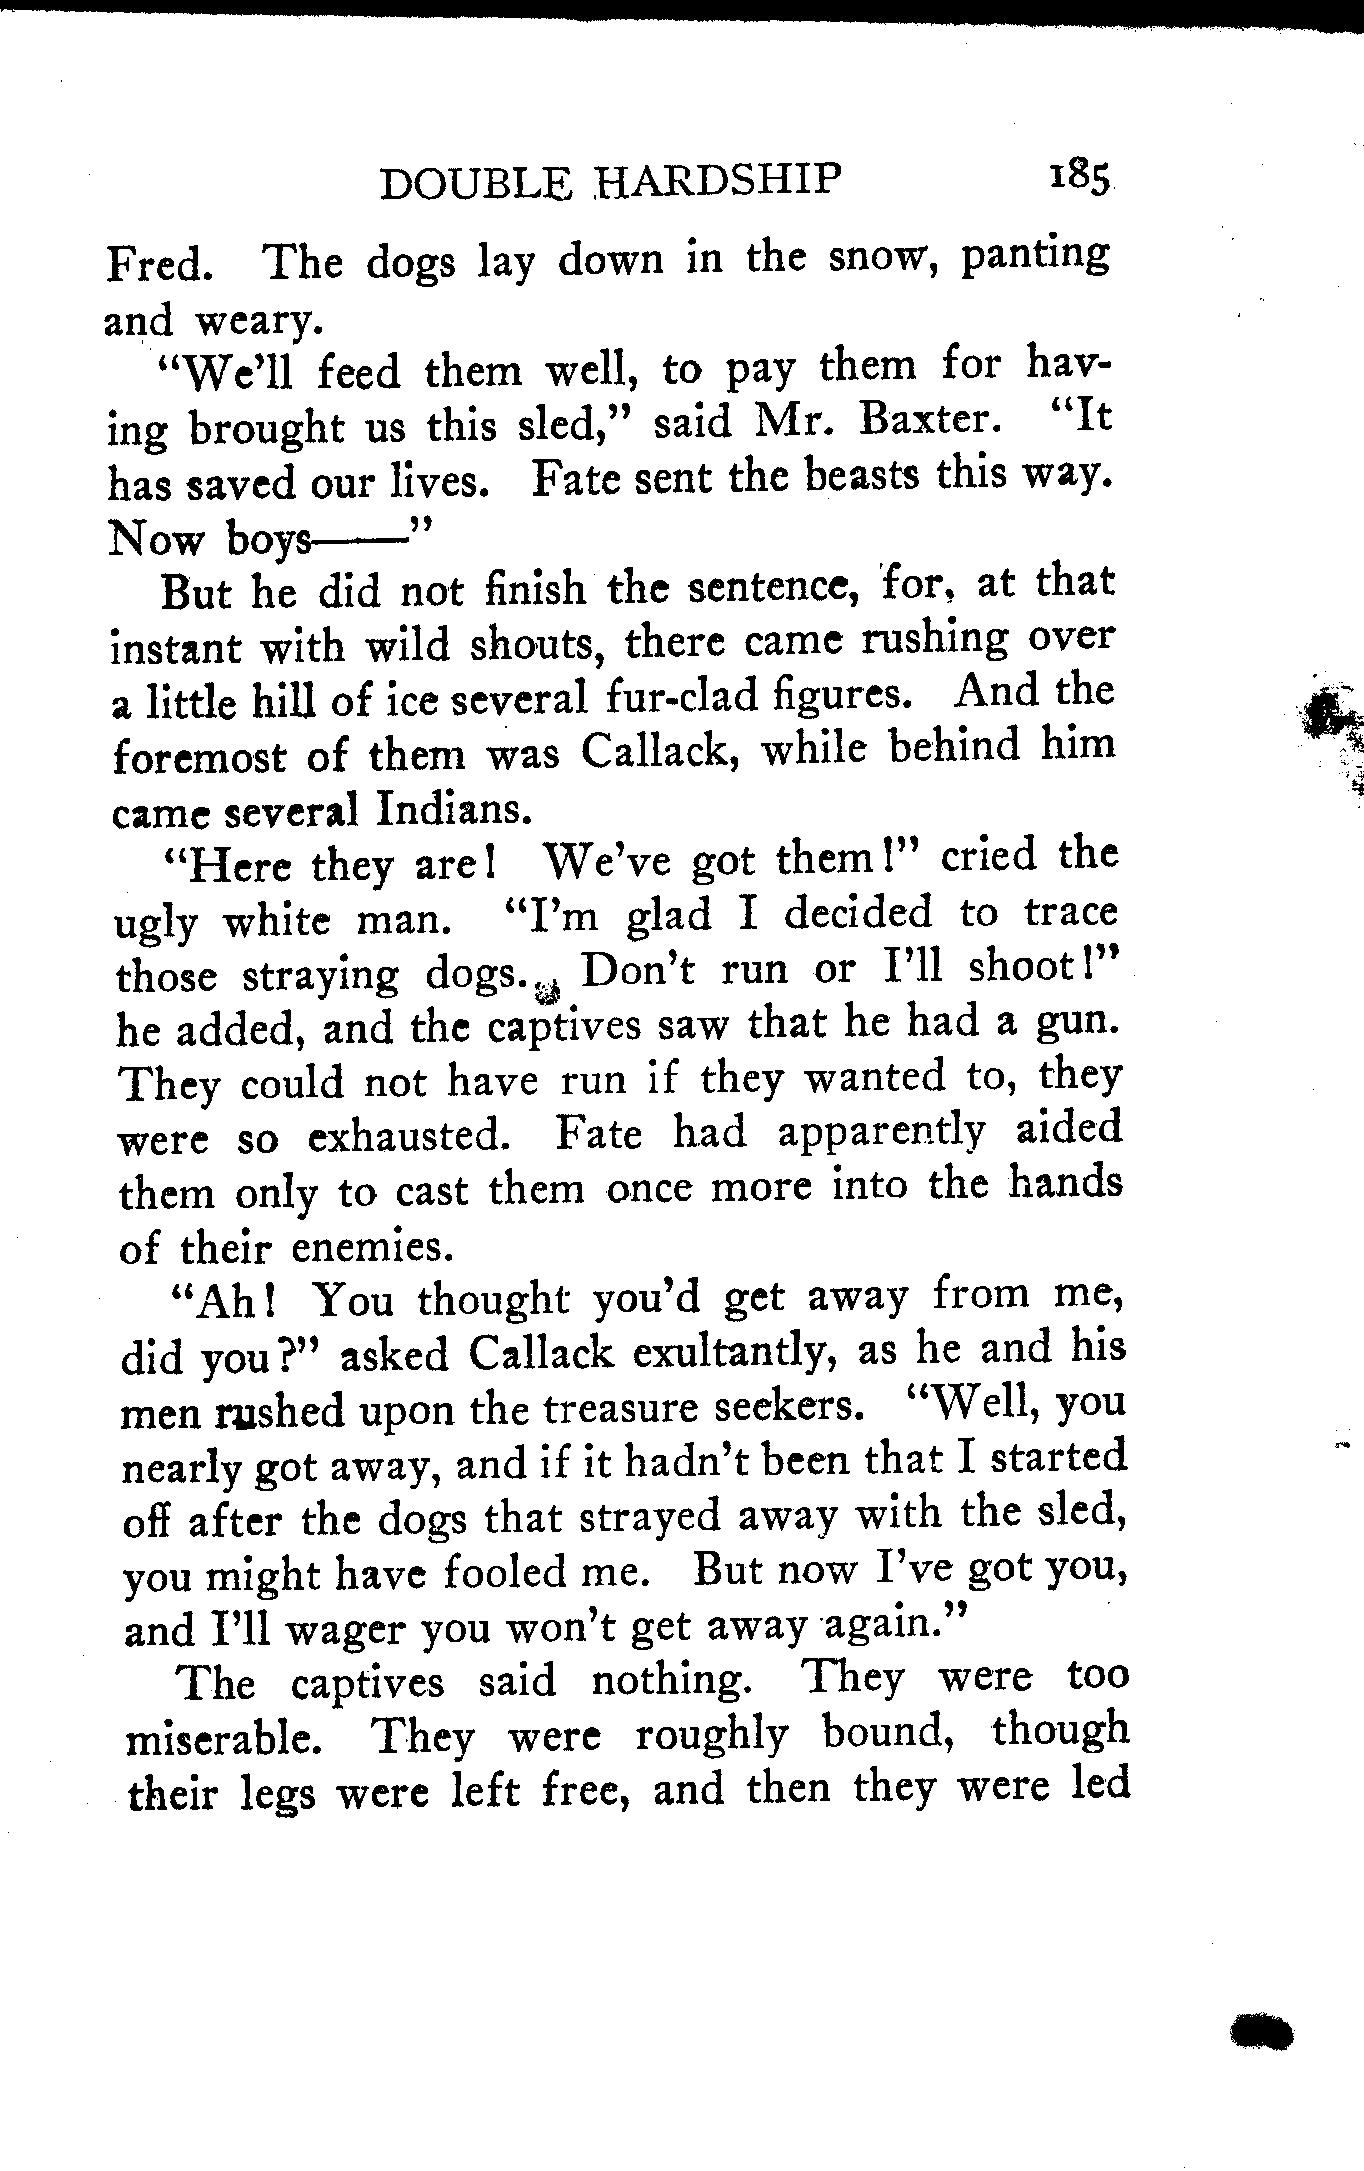 DOUBLE HARDSHIP 185
Fred. The dogs lay down in the snow, panting
and weary.
“We’ll feed them well, to pay them for hav-
ing brought us this sled,” said Mr. Baxter. “It
has saved our lives. Fate sent the beasts this way.
Now boys——”
But he did not finish the sentence, for, at that
instant with wild shouts, there came rushing over
a little hill of ice several fur-clad figures. And the
foremost of them was Callack, while behind him
came several Indians.
“Here they are! We’ve got them!” cried the
ugly white man. “I’m glad I decided to trace
those straying dogs. Don’t run or I’ll shoot!”
he added, and the captives saw that he had a gun.
They could not have run if they wanted to, they
were so exhausted. Fate had apparently aided
them only to cast them once more into the hands
of their enemies.
“Ah! You thought you’d get away from me,
did you?” asked Callack exultantly, as he and his
men rushed upon the treasure seekers. “Well, you
nearly got away, and if it hadn’t been that I started
off after the dogs that strayed away with the sled,
you might have fooled me. But now I’ve got you,
and I’ll wager you won’t get away again.”
The captives said nothing. They were too
miserable. They were roughly bound, though
their legs were left free, and then they were led